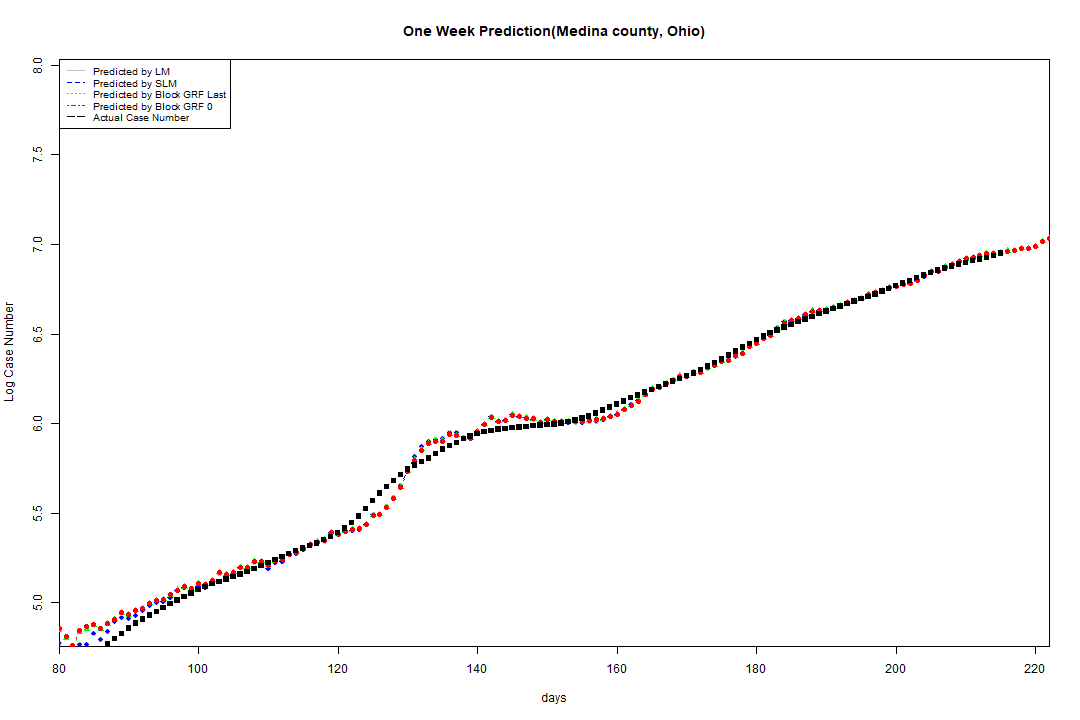 One Week Prediction(Medina county, Ohio)
8.0
Predicted by LM
Predicted by SLM
Predicted by Block GRF Last
Predicted by Block GRF 0
Actual Case Number
7.5
7.0
6.5
6.0
5.5
5.0
Log Case Number
80 100 120 140 160 180 200 220
days